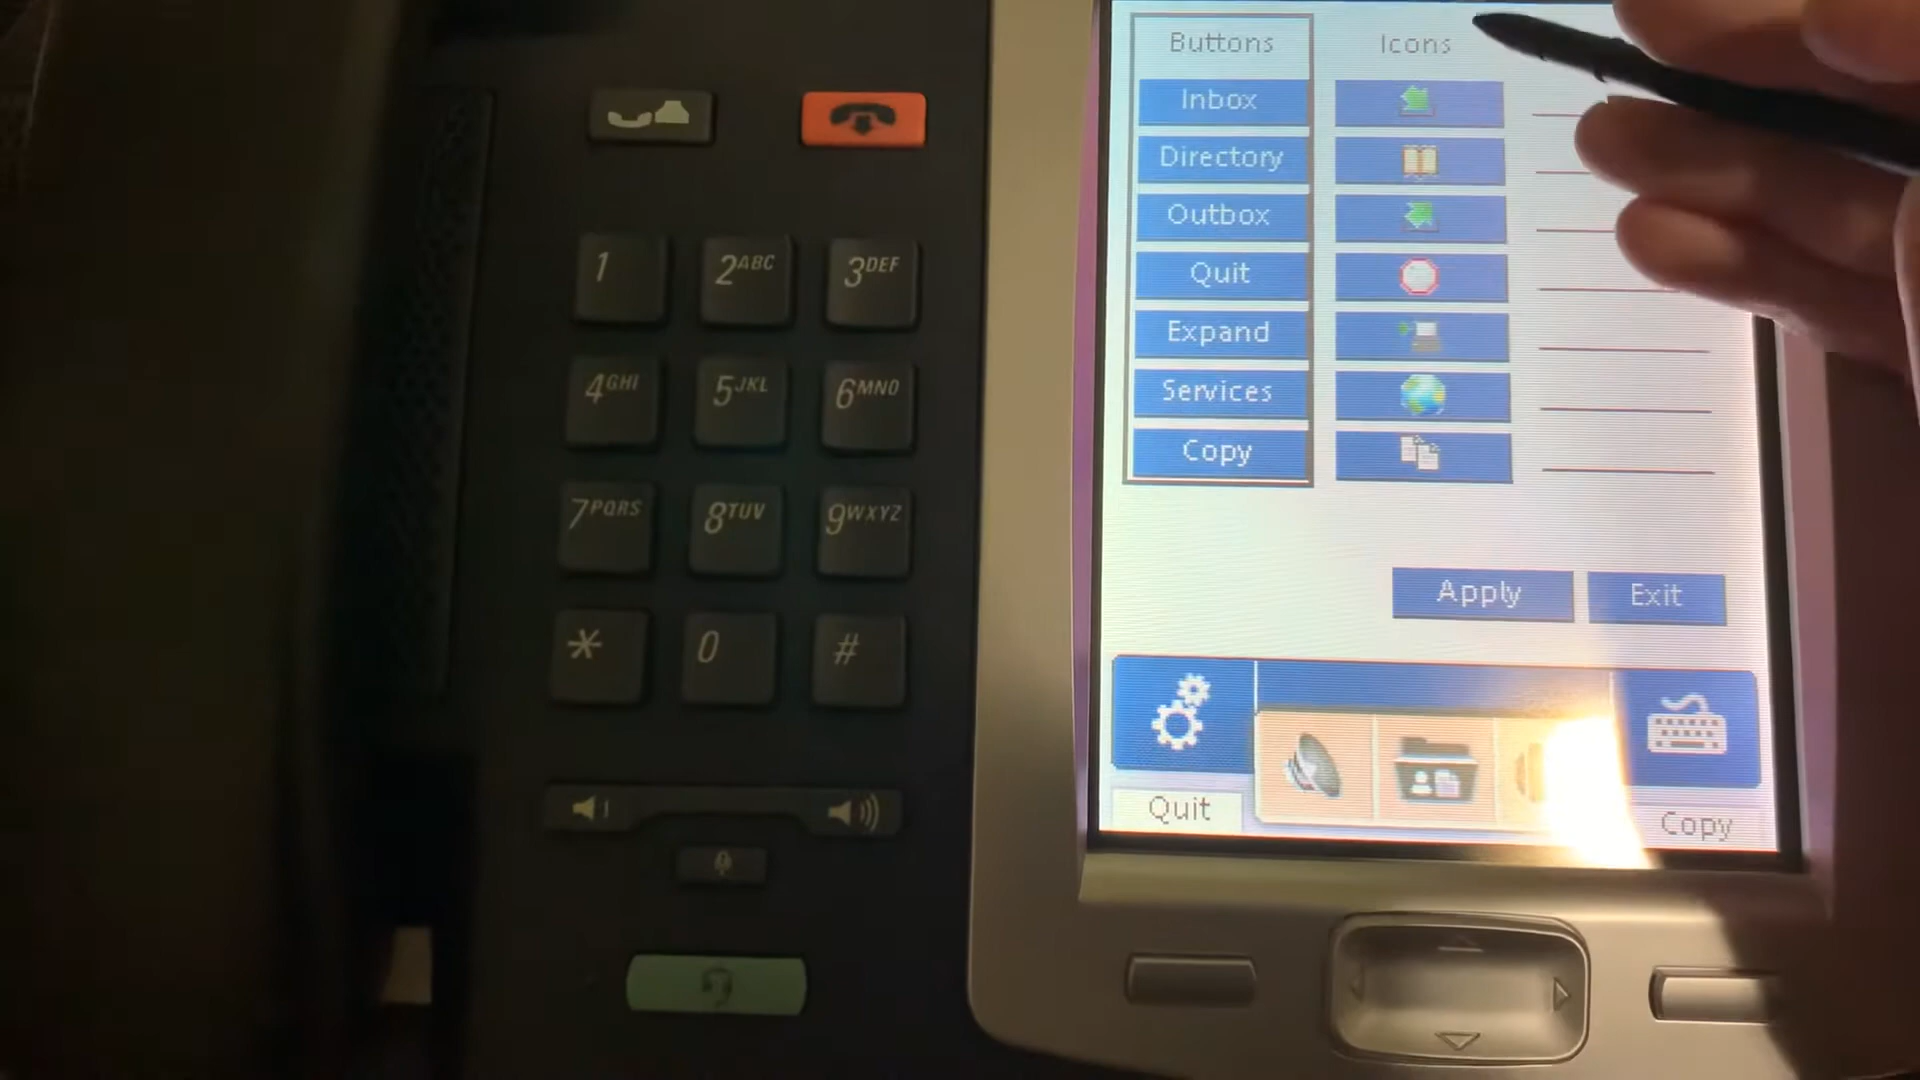 Buttons Icons
Inbox
Directory
Outbox
Quit
Expand
Services
Copy
Apply Exit
Quit Copy
1 2ABC 3DEF
4GHI 5JKL 6MNO
7PQRS 8TUV 9WXYZ
* 0 #